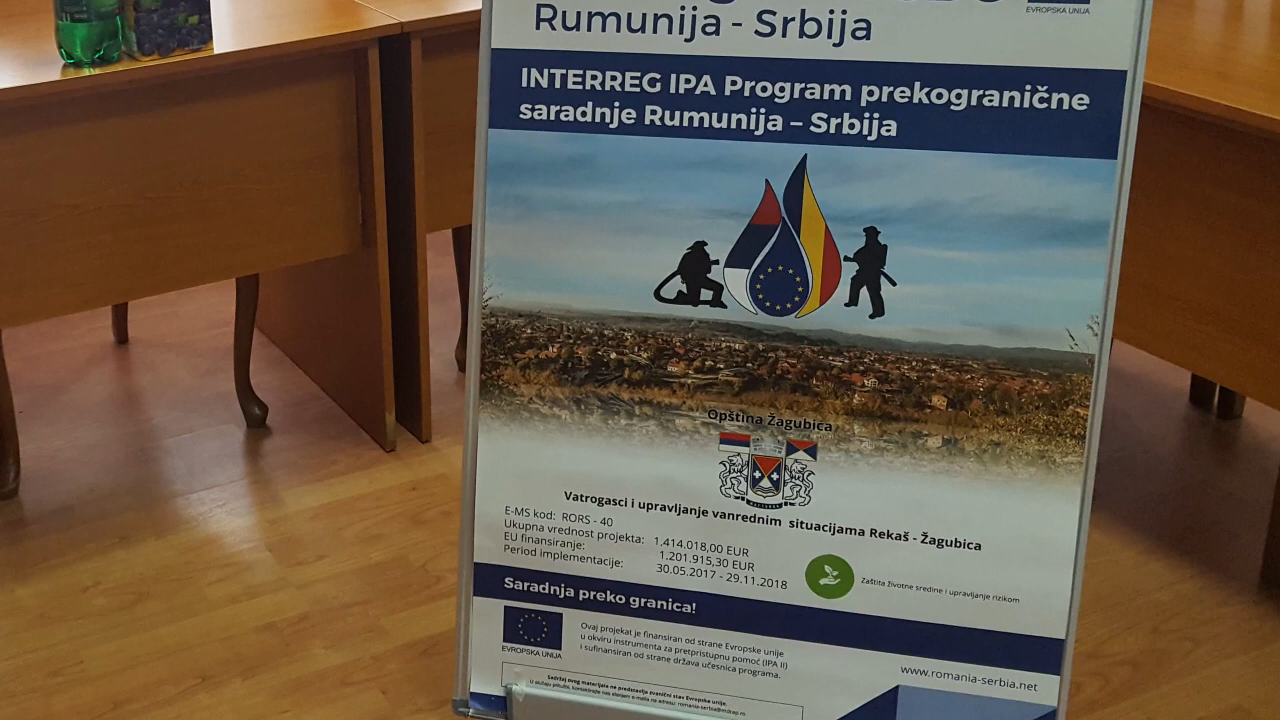 EVROPSKA UNIJA
Rumunija - Srbija
INTERREG IPA Program prekogranične
saradnje Rumunija – Srbija
Opština Žagubica
Vatrogasci i upravljanje vanrednim situacijama Rekaš - Žagubica
E-MS kod: RORS - 40
Ukupna vrednost projekta: 1.414.018,00 EUR
EU finansiranje: 1.201.915,30 EUR
Period implementacije: 30.05.2017 - 29.11.2018
Zaštita životne sredine i upravljanje rizikom
Saradnja preko granica!
EVROPSKA UNIJA
Ovaj projekat je finansiran od strane Evropske unije
u okviru instrumenta za pretpristupnu pomoć (IPA II)
i sufinansiran od strane država učesnica programa.
www.romania-serbia.net
Sadržaj ovog materijala ne predstavlja zvanični stav Evropske unije.
U slučaju pritužbi, kontaktirajte nas slanjem e-maila na adresu: romania-serbia@mdrap.ro